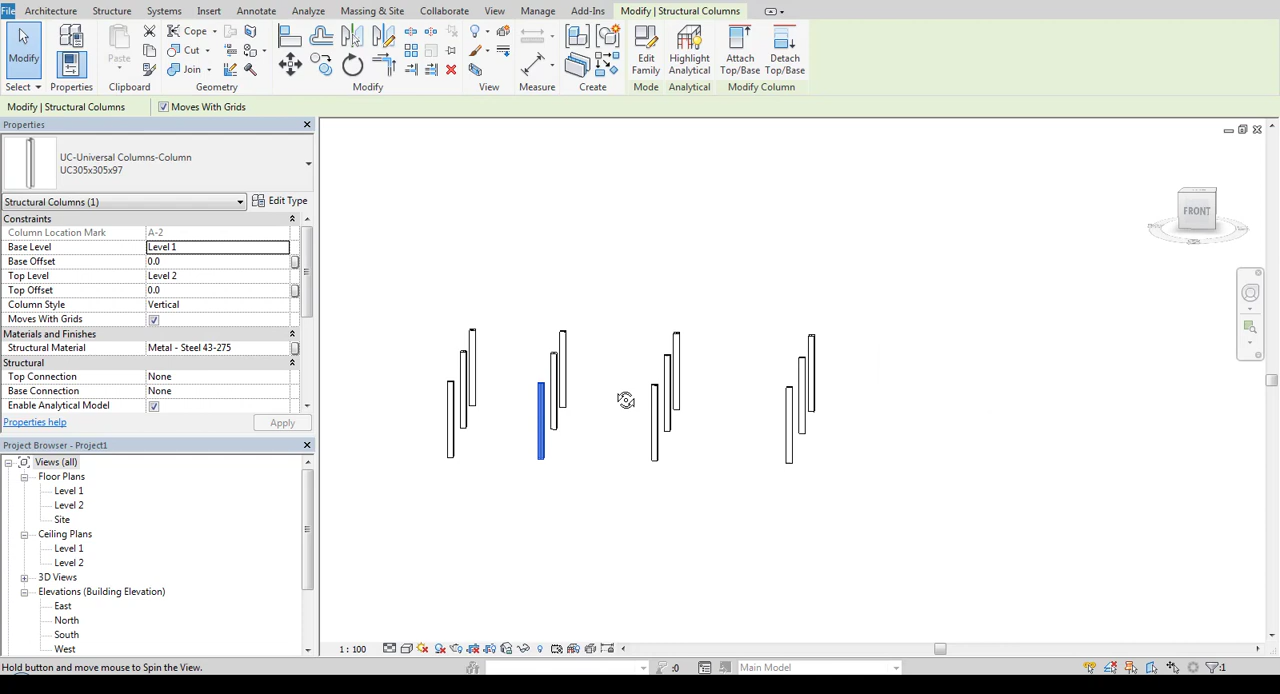 File Architecture Structure Systems Insert Annotate Analyze Massing & Site Collaborate View Manage Add-Ins Modify | Structural Columns
Modify
Paste
Cope
Cut
Join
Edit Family
Highlight Analytical
Attach Top/Base
Detach Top/Base
Select Properties Clipboard Geometry Modify View Measure Create Mode Analytical Modify Column
Modify | Structural Columns Moves With Grids
Properties
UC-Universal Columns-Column
UC305x305x97
Structural Columns (1) Edit Type
Constraints
Column Location Mark A-2
Base Level Level 1
Base Offset 0.0
Top Level Level 2
Top Offset 0.0
Column Style Vertical
Moves With Grids
Materials and Finishes
Structural Material Metal - Steel 43-275
Structural
Top Connection None
Base Connection None
Enable Analytical Model
Properties help Apply
Project Browser - Project1
Views (all)
Floor Plans
Level 1
Level 2
Site
Ceiling Plans
Level 1
Level 2
3D Views
Elevations (Building Elevation)
East
North
South
West
FRONT
1 : 100
Hold button and move mouse to Spin the View. :0 Main Model :1